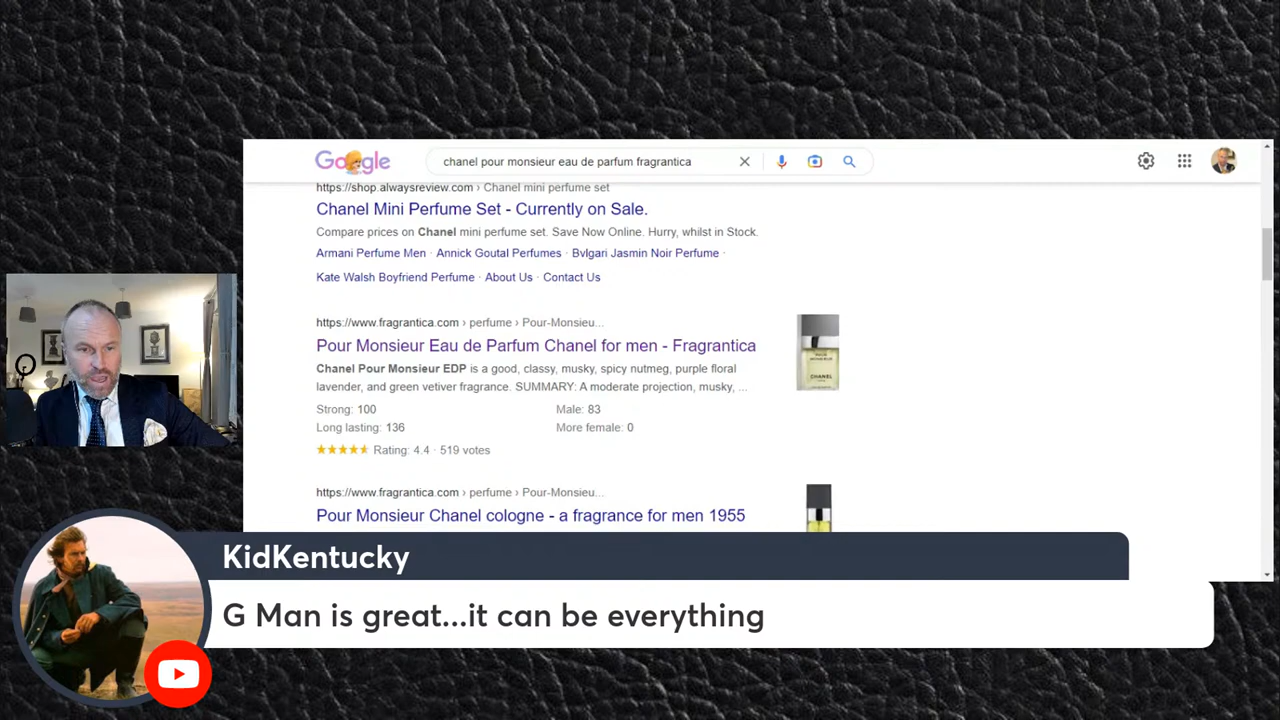 Google
chanel pour monsieur eau de parfum fragrantica
https://shop.alwaysreview.com › Chanel mini perfume set
Chanel Mini Perfume Set - Currently on Sale.
Compare prices on Chanel mini perfume set. Save Now Online. Hurry, whilst in Stock.
Armani Perfume Men · Annick Goutal Perfumes · Bvlgari Jasmin Noir Perfume ·
Kate Walsh Boyfriend Perfume · About Us · Contact Us
https://www.fragrantica.com › perfume › Pour-Monsieu...
Pour Monsieur Eau de Parfum Chanel for men - Fragrantica
Chanel Pour Monsieur EDP is a good, classy, musky, spicy nutmeg, purple floral
lavender, and green vetiver fragrance. SUMMARY: A moderate projection, musky, ...
Strong: 100
Male: 83
Long lasting: 136
More female: 0
Rating: 4.4 · 519 votes
CHANEL
https://www.fragrantica.com › perfume › Pour-Monsieu...
Pour Monsieur Chanel cologne - a fragrance for men 1955
KidKentucky
G Man is great...it can be everything